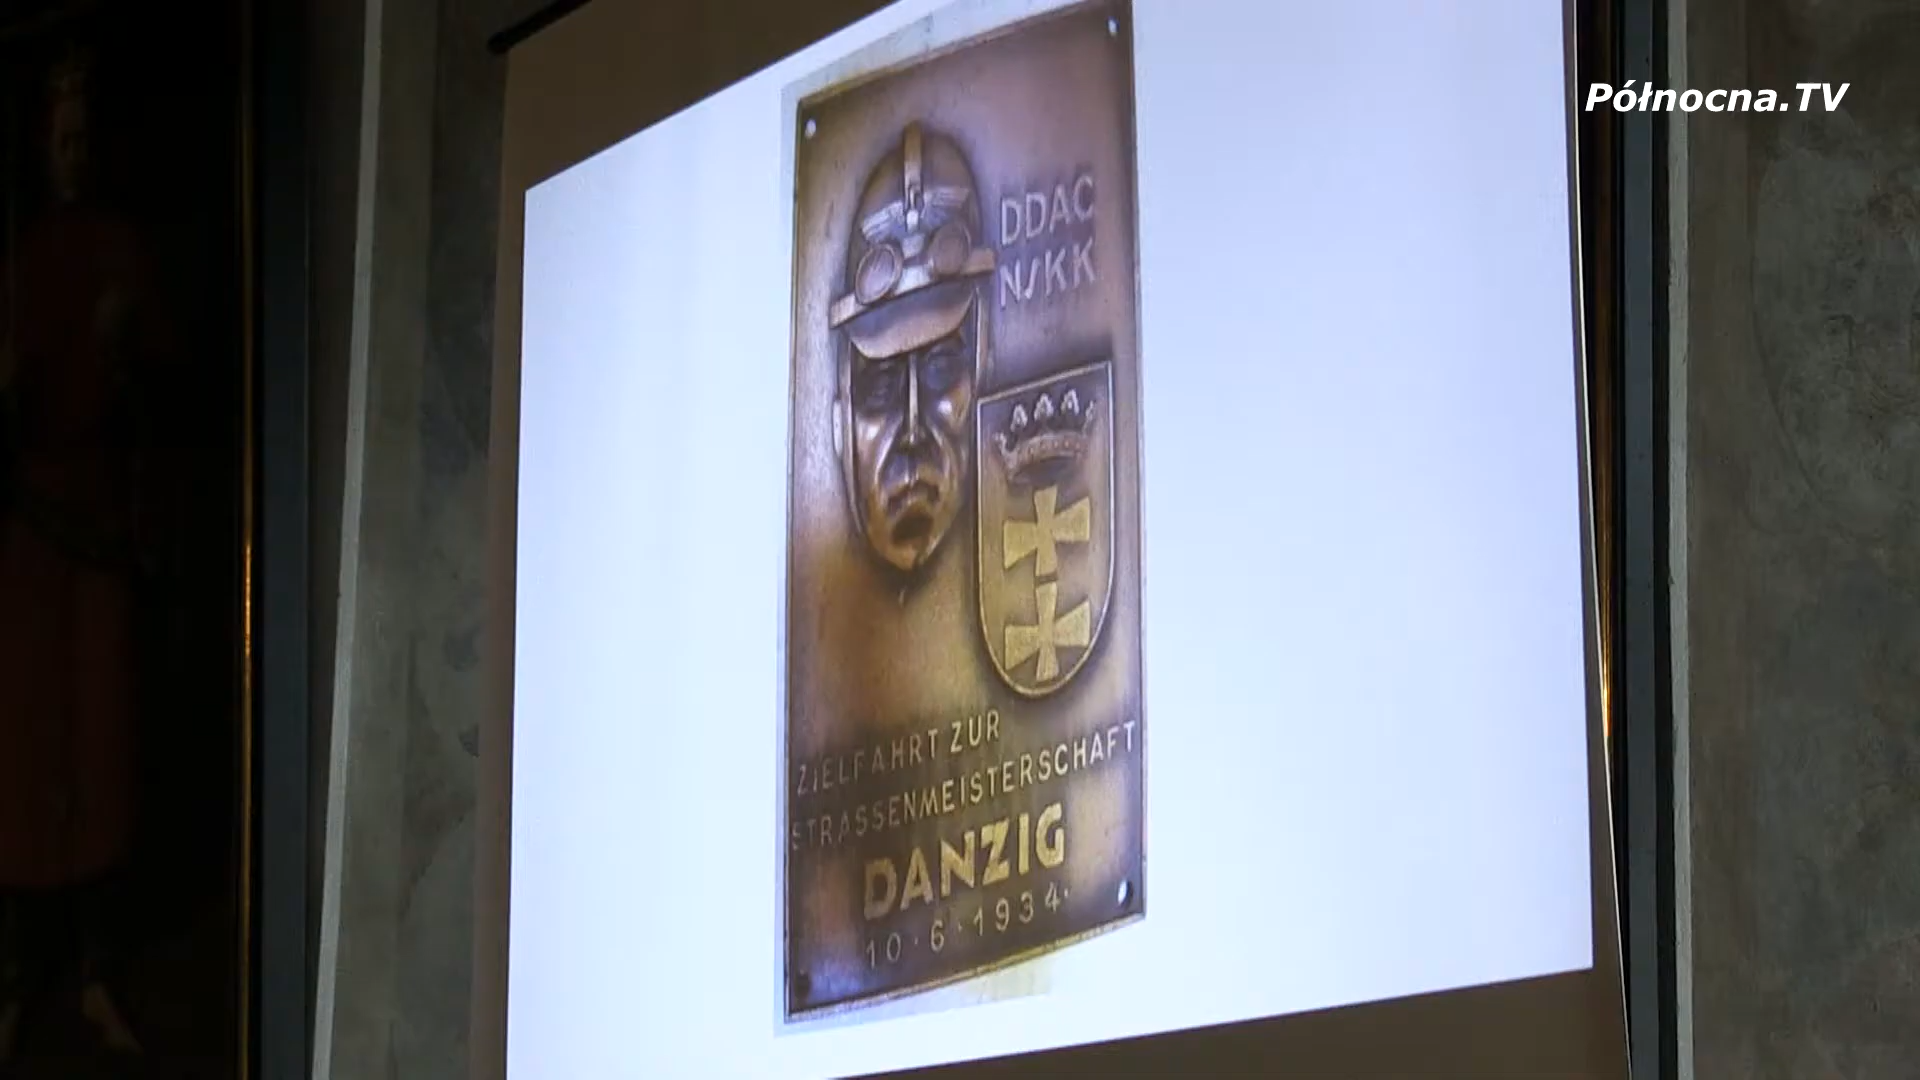 Północna.TV
DDAC
NSKK
ZIELFAHRT ZUR
STRASSENMEISTERSCHAFT
DANZIG
10·6·1934·